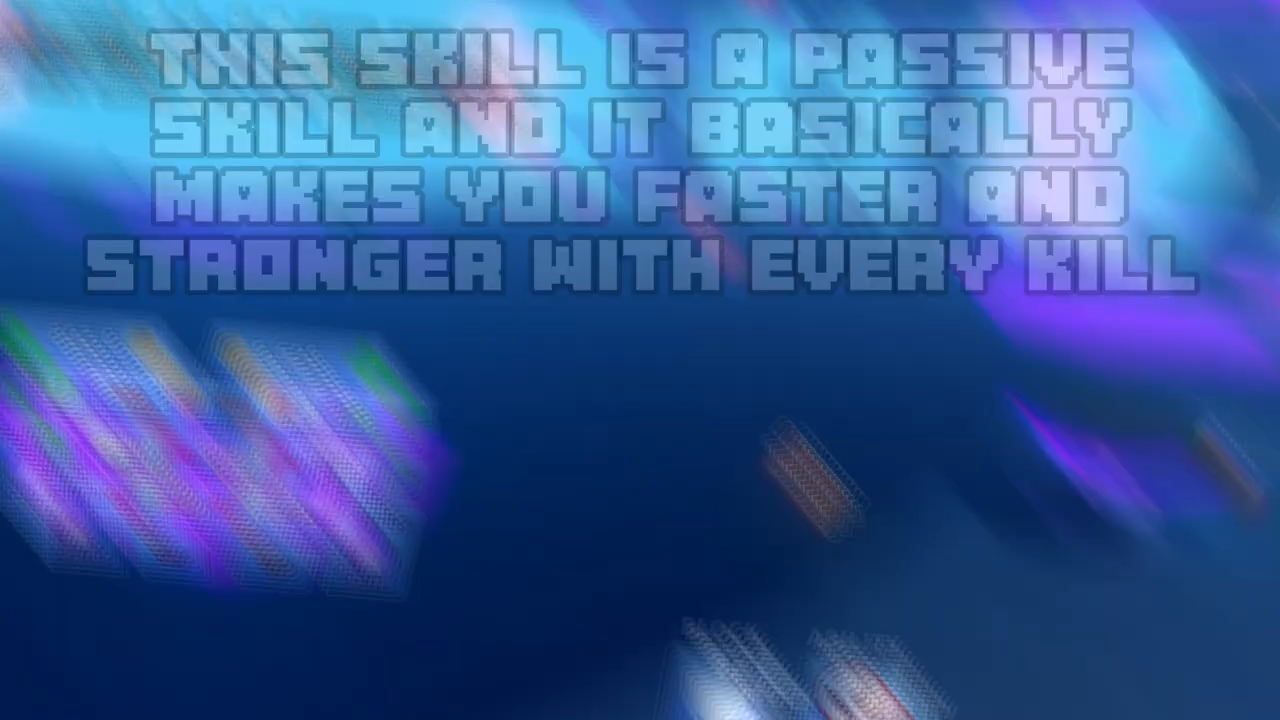 THIS SKILL IS A PASSIVE
SKILL AND IT BASICALLY
MAKES YOU FASTER AND
STRONGER WITH EVERY KILL